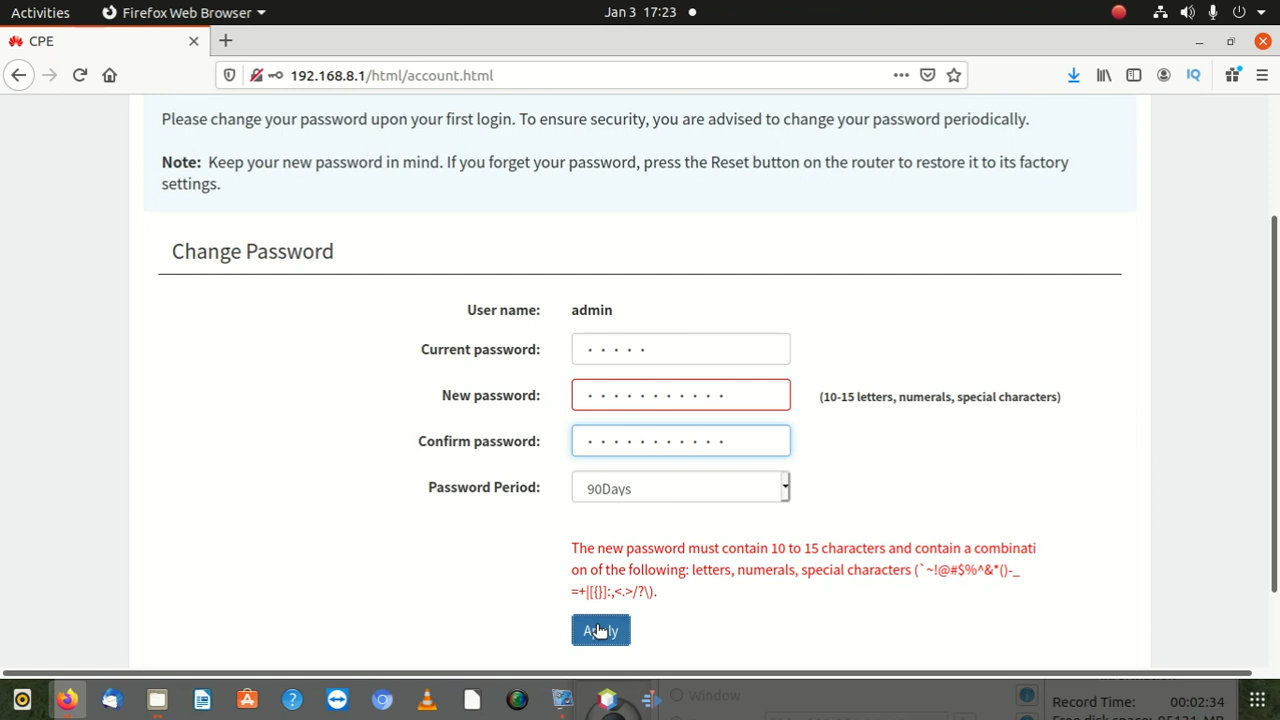 Activities Firefox Web Browser Jan 3 17:23
CPE
192.168.8.1/html/account.html
Please change your password upon your first login. To ensure security, you are advised to change your password periodically.
Note: Keep your new password in mind. If you forget your password, press the Reset button on the router to restore it to its factory
settings.
Change Password
User name: admin
Current password:
New password: (10-15 letters, numerals, special characters)
Confirm password:
Password Period: 90Days
The new password must contain 10 to 15 characters and contain a combinati
on of the following: letters, numerals, special characters (`~!@#$%^&*()-_
=+|[{}]:,<.>/?\).
Apply
Window
Record Time: 00:02:34